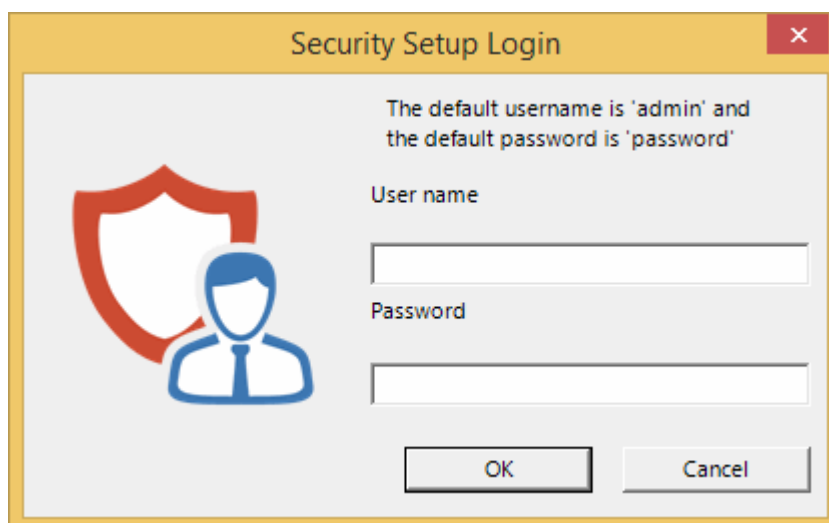 Security Setup Login
The default username is 'admin' and
the default password is 'password'
User name
Password
OK
Cancel